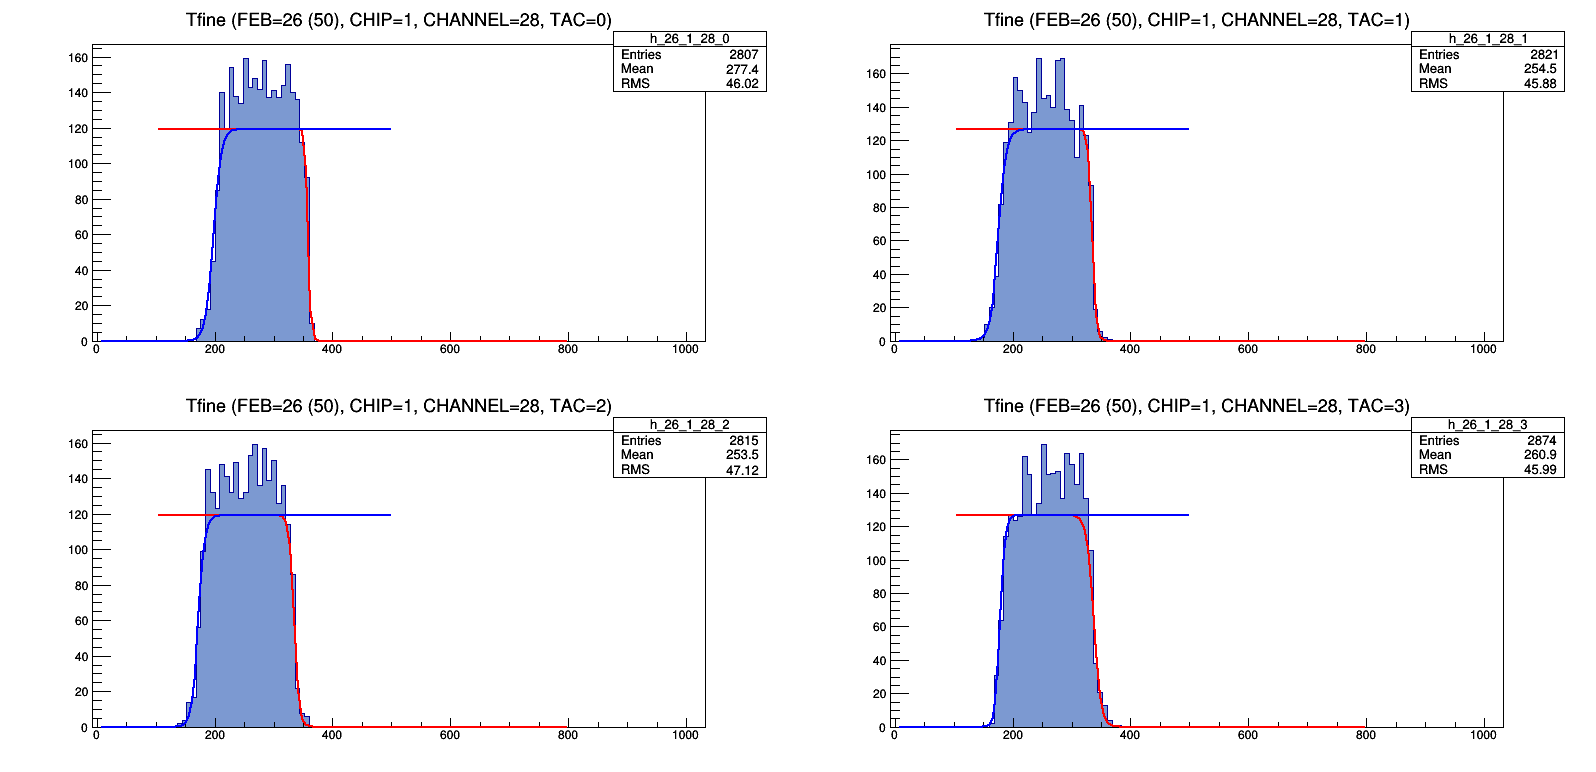 Tfine (FEB=26 (50), CHIP=1, CHANNEL=28, TAC=0)
h_26_1_28_0
Entries 2807
Mean 277.4
RMS 46.02
160
140
120
100
80
60
40
20
0
0 200 400 600 800 1000
Tfine (FEB=26 (50), CHIP=1, CHANNEL=28, TAC=1)
h_26_1_28_1
Entries 2821
Mean 254.5
RMS 45.88
160
140
120
100
80
60
40
20
0
0 200 400 600 800 1000
Tfine (FEB=26 (50), CHIP=1, CHANNEL=28, TAC=2)
h_26_1_28_2
Entries 2815
Mean 253.5
RMS 47.12
160
140
120
100
80
60
40
20
0
0 200 400 600 800 1000
Tfine (FEB=26 (50), CHIP=1, CHANNEL=28, TAC=3)
h_26_1_28_3
Entries 2874
Mean 260.9
RMS 45.99
160
140
120
100
80
60
40
20
0
0 200 400 600 800 1000